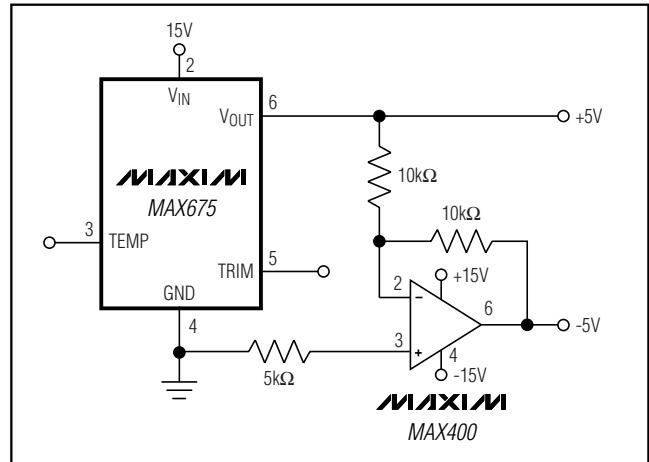 15V
2
VIN
VOUT
6
+5V
10kΩ
MAXIM
MAX675
10kΩ
3
TEMP
TRIM
5
+15V
2
-
6
-5V
GND
4
3
+
4
-15V
5kΩ
MAXIM
MAX400